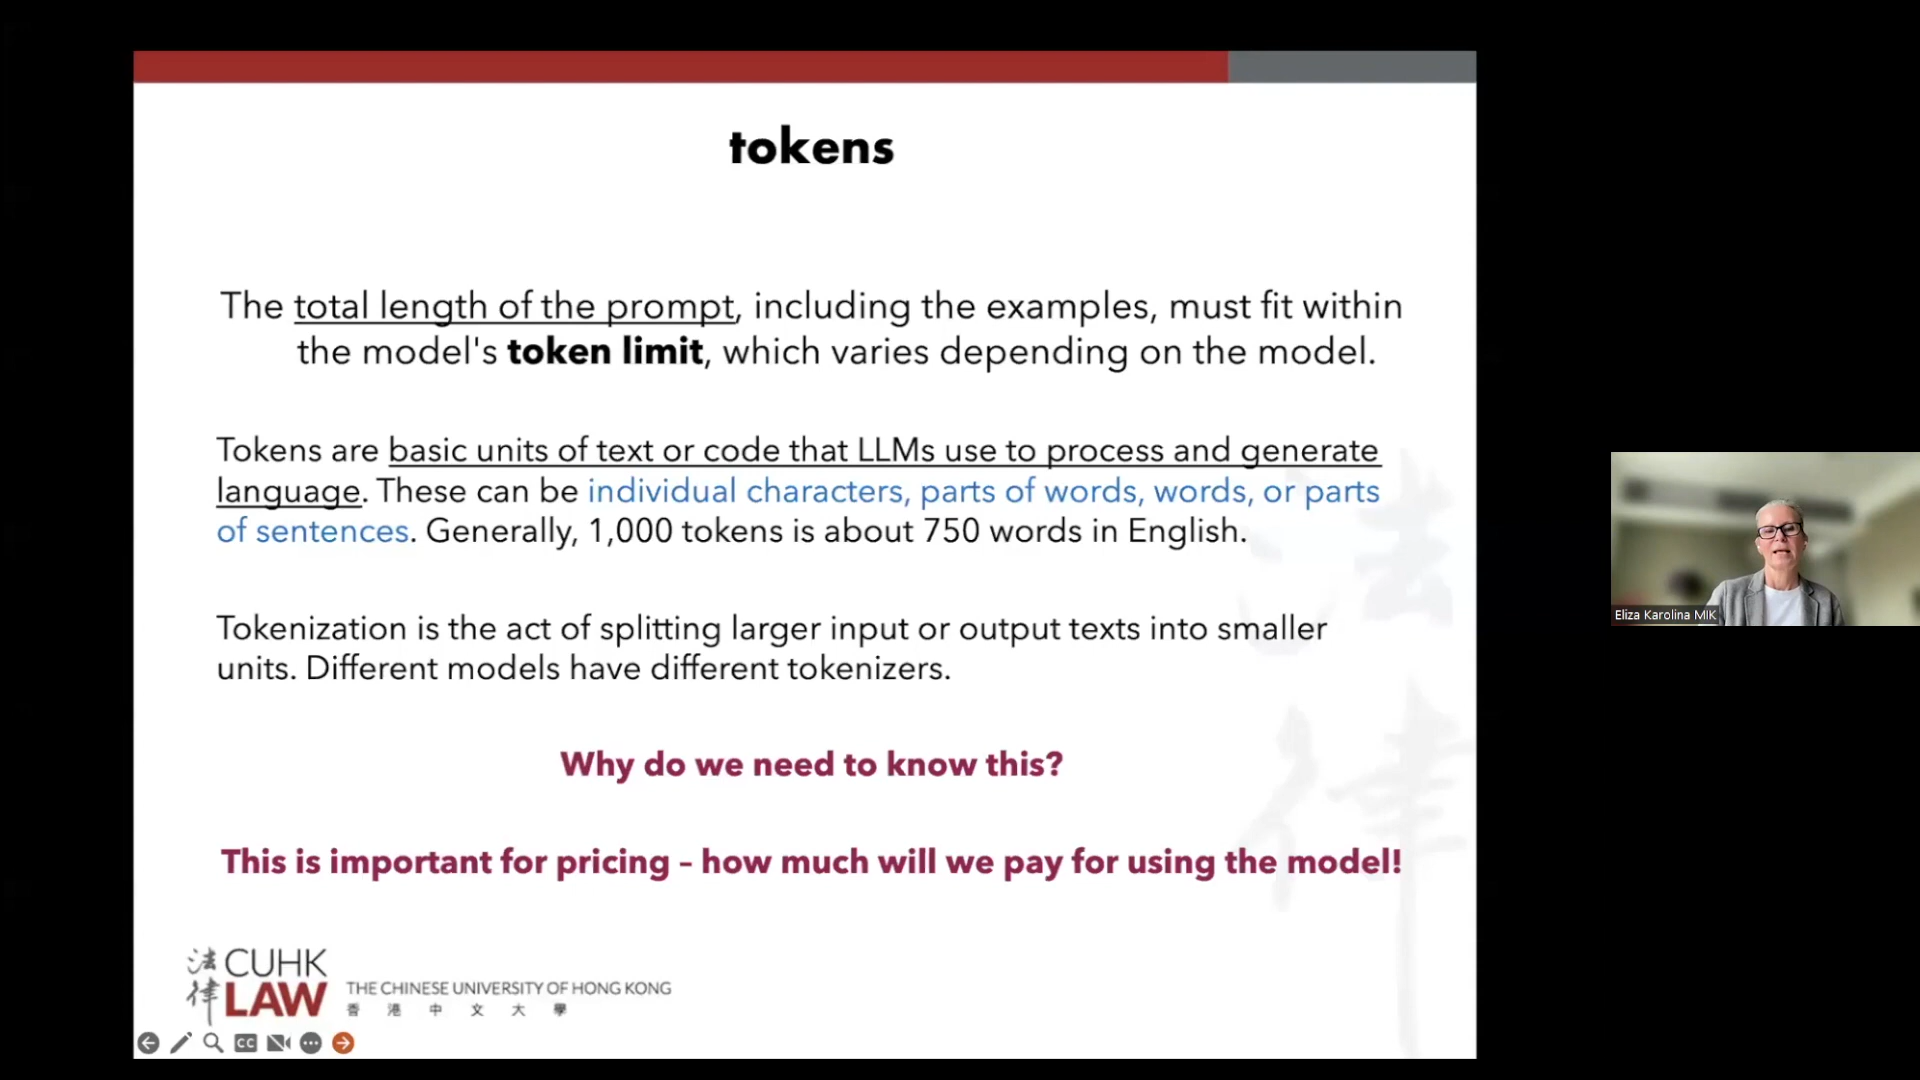 tokens
The total length of the prompt, including the examples, must fit within
the model's token limit, which varies depending on the model.
Tokens are basic units of text or code that LLMs use to process and generate
language. These can be individual characters, parts of words, words, or parts
of sentences. Generally, 1,000 tokens is about 750 words in English.
Tokenization is the act of splitting larger input or output texts into smaller
units. Different models have different tokenizers.
Why do we need to know this?
This is important for pricing – how much will we pay for using the model!
法律
法律
CUHK
LAW
THE CHINESE UNIVERSITY OF HONG KONG
香港中文大學
CC
Eliza Karolina MIK